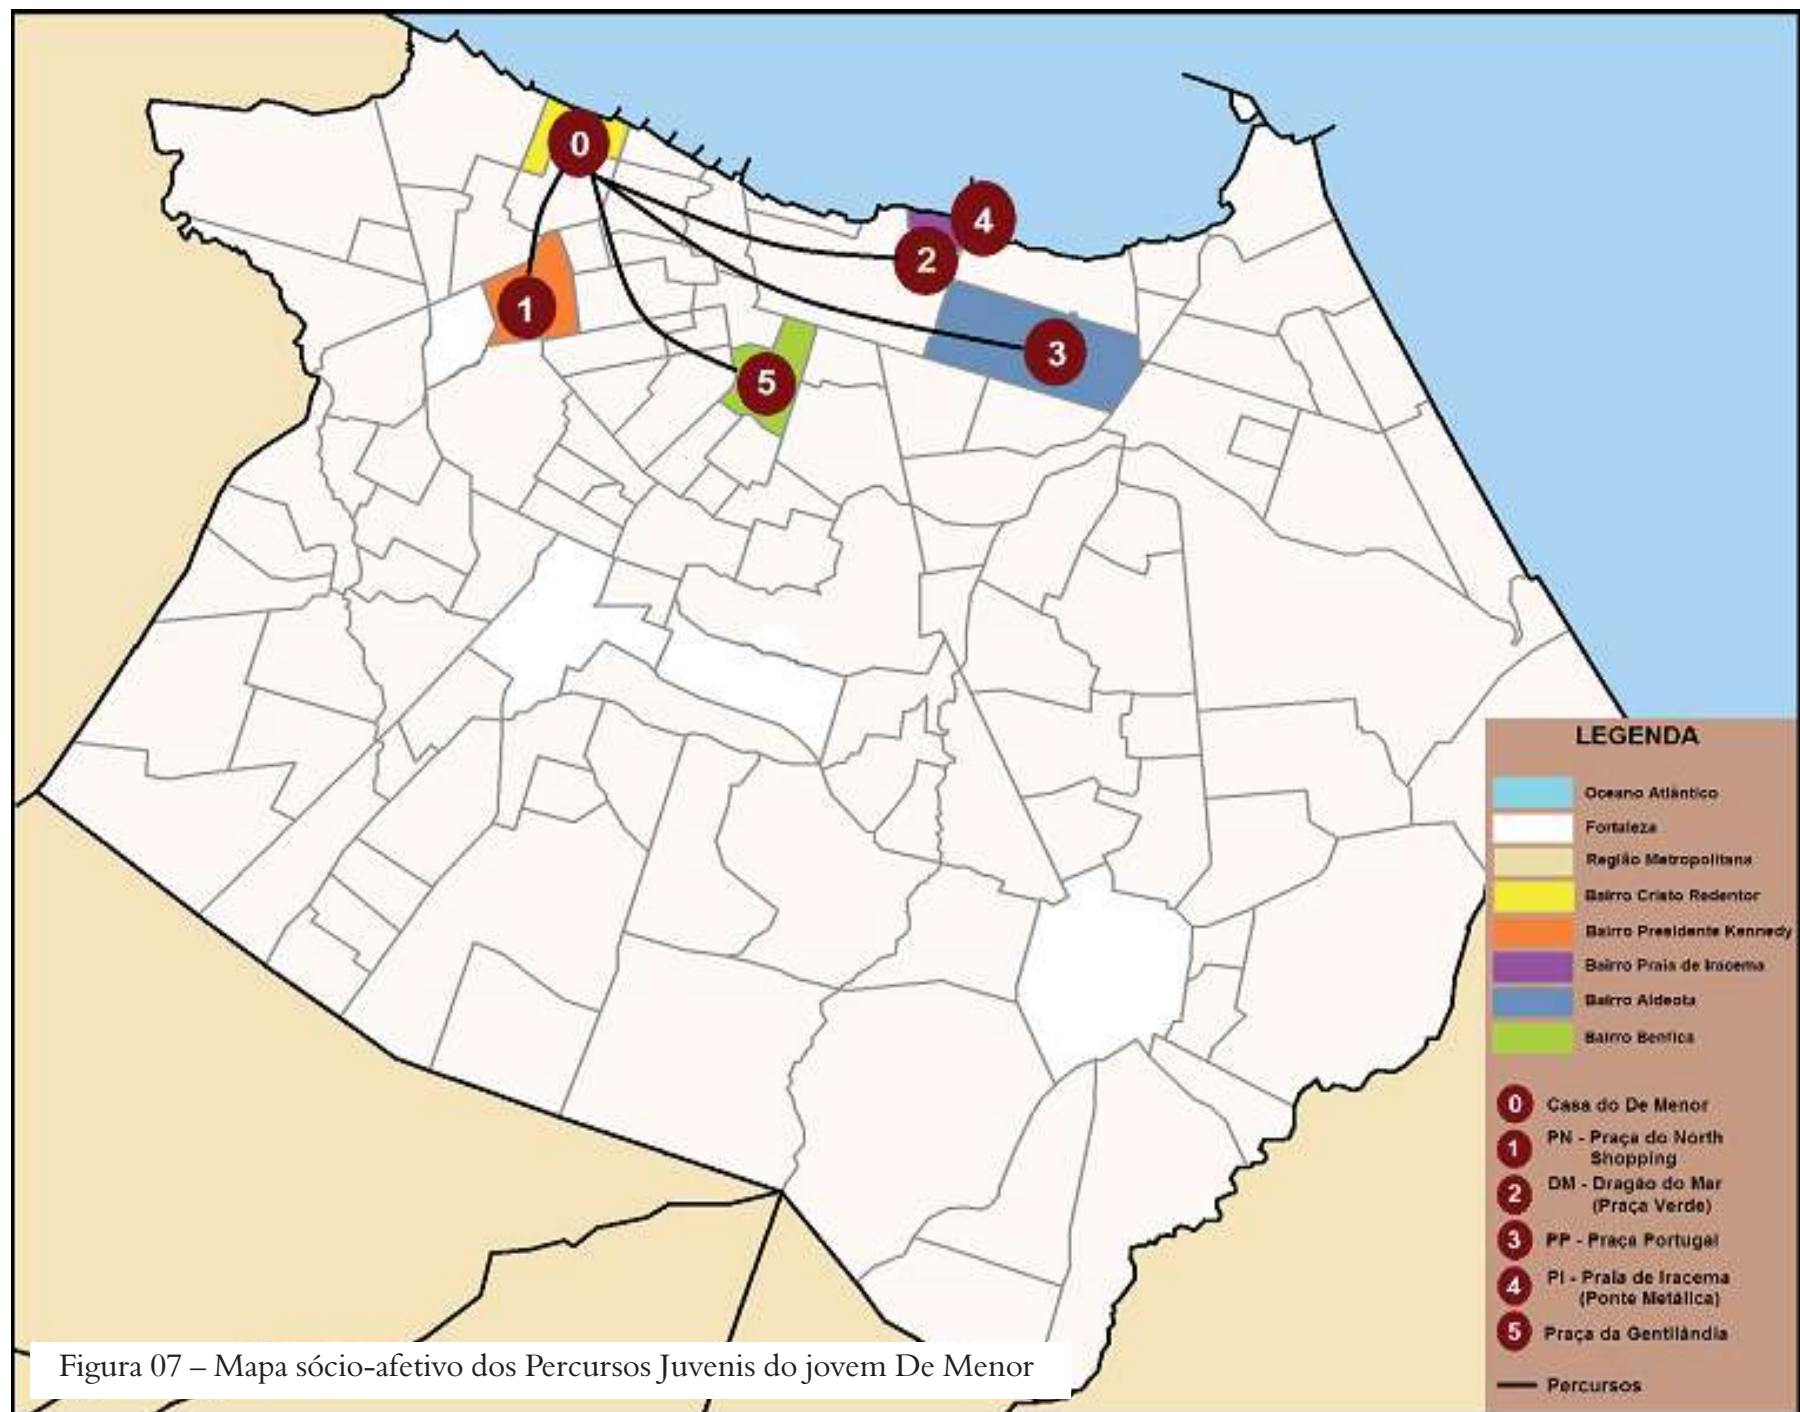 0
4
2
1
3
5
LEGENDA
Oceano Atlântico
Fortaleza
Região Metropolitana
Bairro Cristo Redentor
Bairro Presidente Kennedy
Bairro Praia de Iracema
Bairro Aldeota
Bairro Benfica
0 Casa do De Menor
1 PN - Praça do North
Shopping
2 DM - Dragão do Mar
(Praça Verde)
3 PP - Praça Portugal
4 PI - Praia de Iracema
(Ponte Metálica)
5 Praça da Gentilândia
Percursos
Figura 07 – Mapa sócio-afetivo dos Percursos Juvenis do jovem De Menor